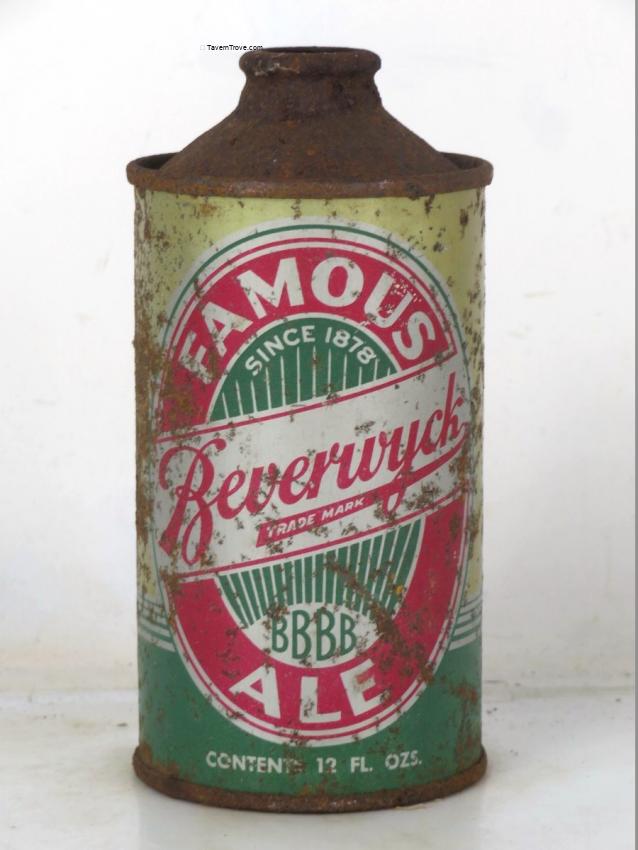 TavernTrove.com
FAMOUS
SINCE 1878
Beverwyck
TRADE MARK
BBBB
ALE
CONTENTS 12 FL. OZS.